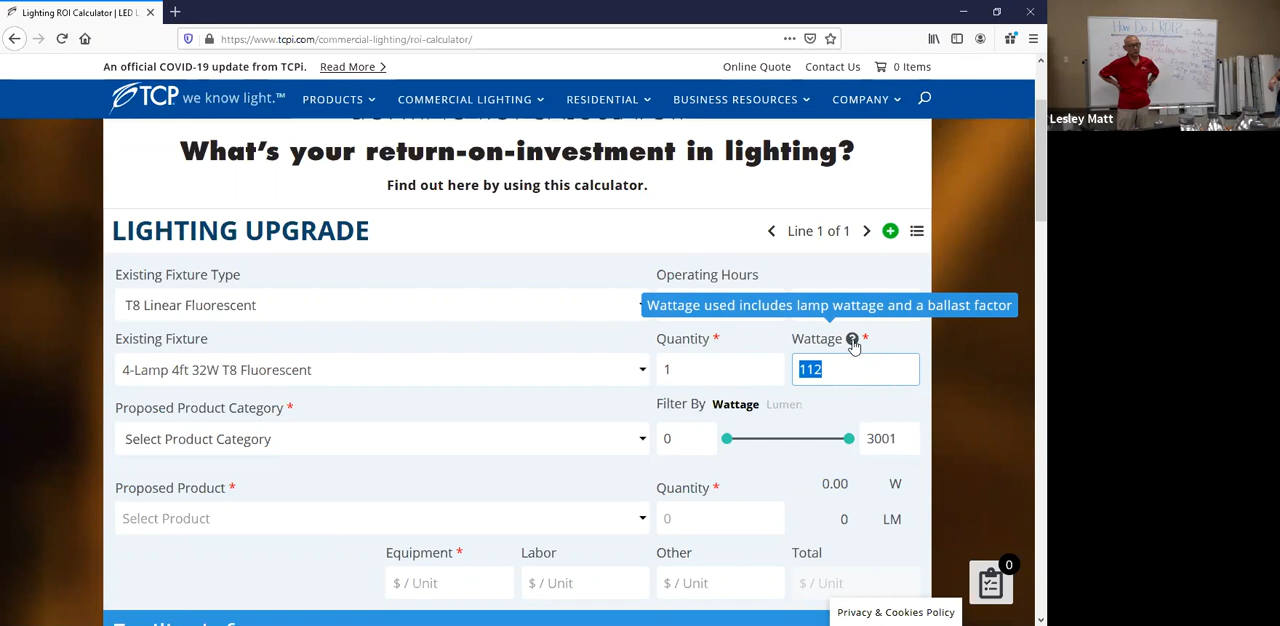 Lighting ROI Calculator | LED L
https://www.tcpi.com/commercial-lighting/roi-calculator/
An official COVID-19 update from TCPi. Read More
Online Quote Contact Us 0 Items
TCP we know light.™ PRODUCTS COMMERCIAL LIGHTING RESIDENTIAL BUSINESS RESOURCES COMPANY
What's your return-on-investment in lighting?
Find out here by using this calculator.
LIGHTING UPGRADE Line 1 of 1
Existing Fixture Type Operating Hours
T8 Linear Fluorescent
Wattage used includes lamp wattage and a ballast factor
Existing Fixture Quantity * Wattage ? *
4-Lamp 4ft 32W T8 Fluorescent 1 112
Proposed Product Category * Filter By Wattage Lumen
Select Product Category 0 3001
Proposed Product * Quantity * 0.00 W
Select Product 0 0 LM
Equipment * Labor Other Total
$ / Unit $ / Unit $ / Unit $ / Unit
0
Privacy & Cookies Policy
How Do I ROI?
Lesley Matt